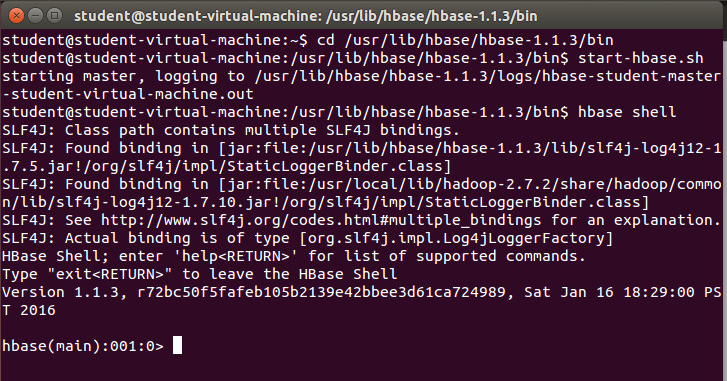 student@student-virtual-machine: /usr/lib/hbase/hbase-1.1.3/bin
student@student-virtual-machine:~$ cd /usr/lib/hbase/hbase-1.1.3/bin
student@student-virtual-machine:/usr/lib/hbase/hbase-1.1.3/bin$ start-hbase.sh
starting master, logging to /usr/lib/hbase/hbase-1.1.3/logs/hbase-student-master
-student-virtual-machine.out
student@student-virtual-machine:/usr/lib/hbase/hbase-1.1.3/bin$ hbase shell
SLF4J: Class path contains multiple SLF4J bindings.
SLF4J: Found binding in [jar:file:/usr/lib/hbase/hbase-1.1.3/lib/slf4j-log4j12-1
.7.5.jar!/org/slf4j/impl/StaticLoggerBinder.class]
SLF4J: Found binding in [jar:file:/usr/local/lib/hadoop-2.7.2/share/hadoop/commo
n/lib/slf4j-log4j12-1.7.10.jar!/org/slf4j/impl/StaticLoggerBinder.class]
SLF4J: See http://www.slf4j.org/codes.html#multiple_bindings for an explanation.
SLF4J: Actual binding is of type [org.slf4j.impl.Log4jLoggerFactory]
HBase Shell; enter 'help<RETURN>' for list of supported commands.
Type "exit<RETURN>" to leave the HBase Shell
Version 1.1.3, r72bc50f5fafeb105b2139e42bbee3d61ca724989, Sat Jan 16 18:29:00 PS
T 2016
hbase(main):001:0>